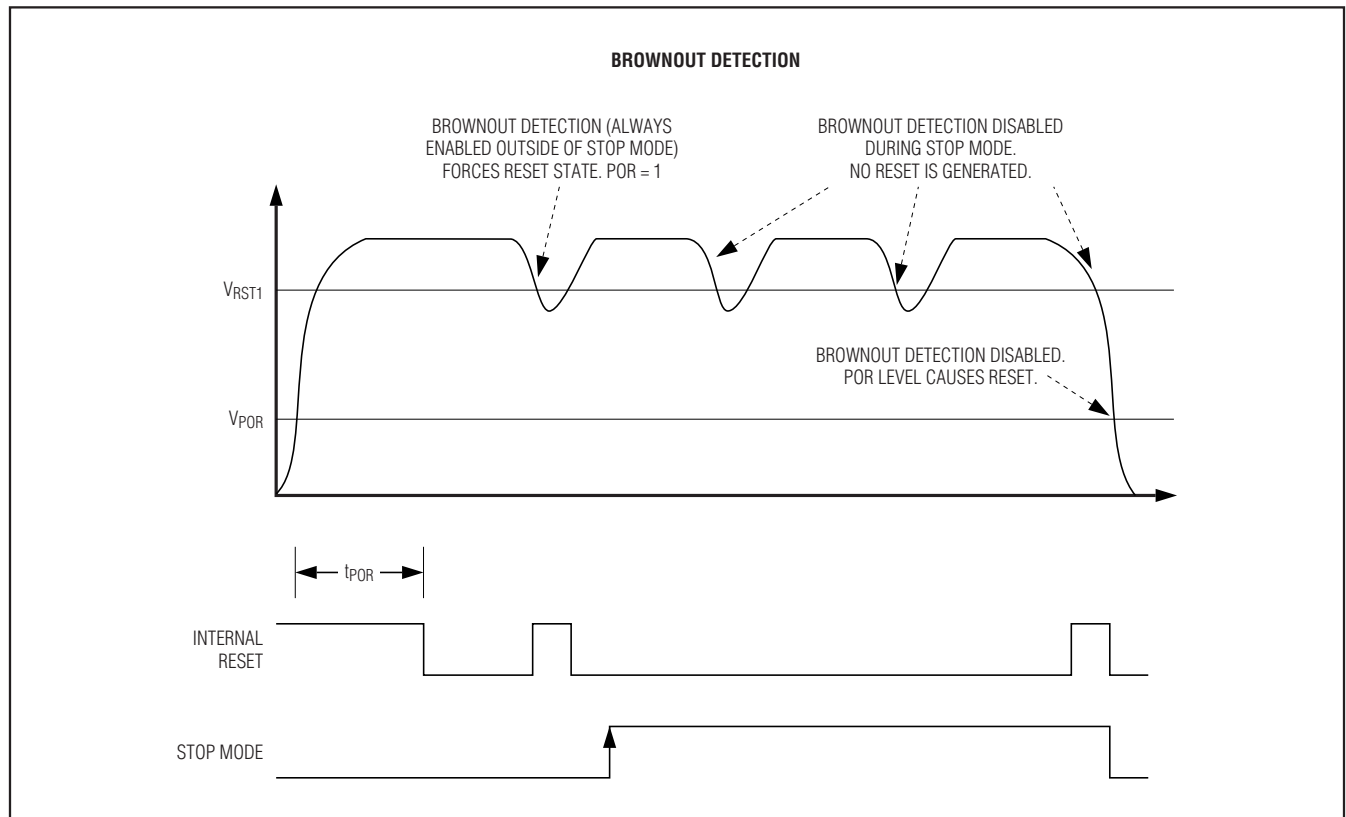 BROWNOUT DETECTION
BROWNOUT DETECTION (ALWAYS
ENABLED OUTSIDE OF STOP MODE)
FORCES RESET STATE. POR = 1
BROWNOUT DETECTION DISABLED
DURING STOP MODE.
NO RESET IS GENERATED.
VRST1
BROWNOUT DETECTION DISABLED.
POR LEVEL CAUSES RESET.
VPOR
tPOR
INTERNAL
RESET
STOP MODE